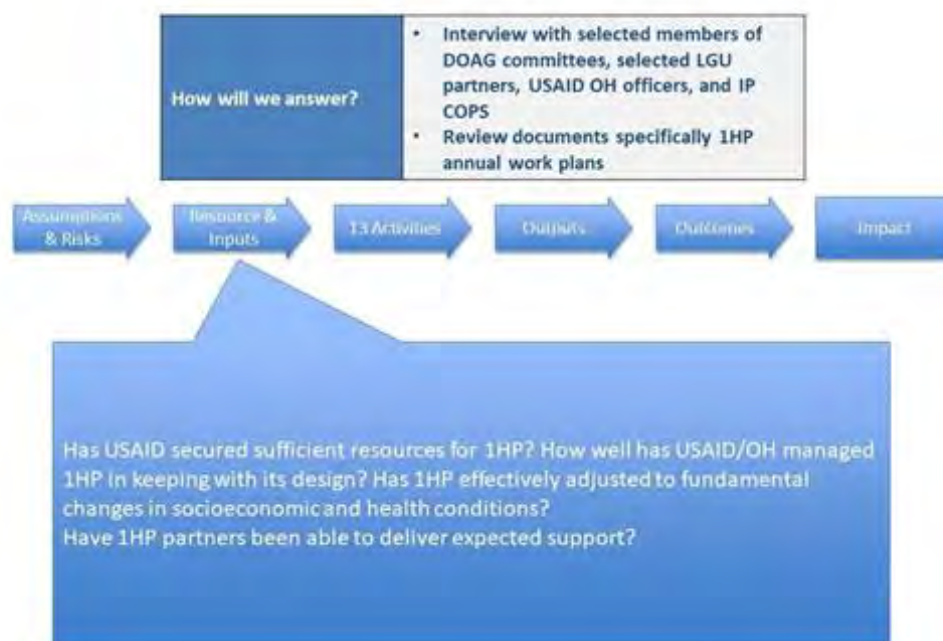 How will we answer?
• Interview with selected members of
DOAG committees, selected LGU
partners, USAID OH officers, and IP
COPS
• Review documents specifically 1HP
annual work plans
Assumptions
& Risks
Resource &
Inputs
13 Activities
Outputs
Outcomes
Impact
Has USAID secured sufficient resources for 1HP? How well has USAID/OH managed
1HP in keeping with its design? Has 1HP effectively adjusted to fundamental
changes in socioeconomic and health conditions?
Have 1HP partners been able to deliver expected support?